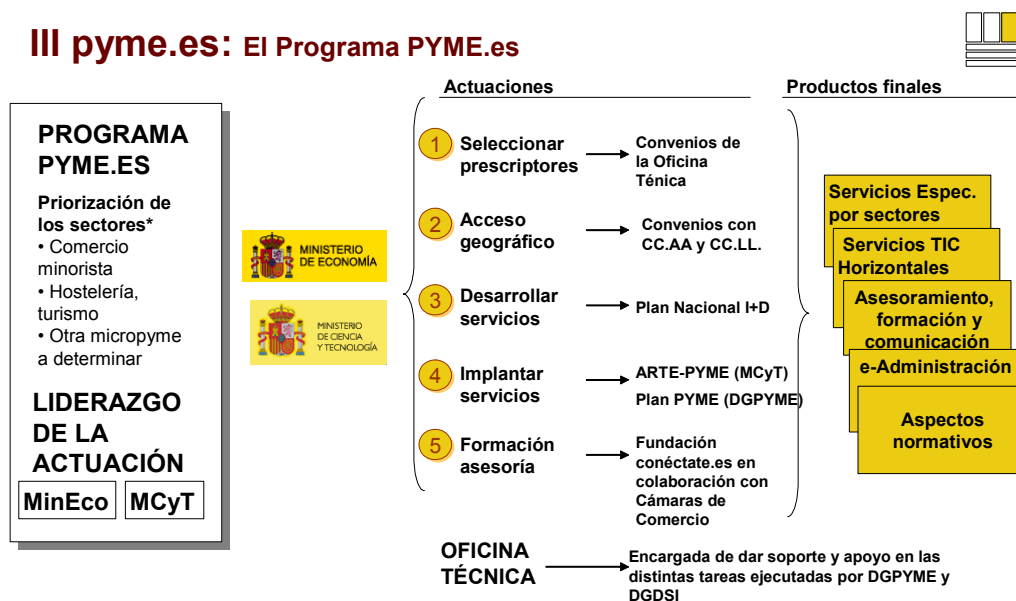 III pyme.es: El Programa PYME.es
PROGRAMA
PYME.ES
Priorización de
los sectores*
• Comercio
minorista
• Hostelería,
turismo
• Otra micropyme
a determinar
LIDERAZGO
DE LA
ACTUACIÓN
MinEco
MCyT
MINISTERIO
DE ECONOMÍA
MINISTERIO
DE CIENCIA
Y TECNOLOGÍA
Actuaciones
1 Seleccionar
prescriptores
Convenios de
la Oficina
Ténica
2 Acceso
geográfico
Convenios con
CC.AA y CC.LL.
3 Desarrollar
servicios
Plan Nacional I+D
4 Implantar
servicios
ARTE-PYME (MCyT)
Plan PYME (DGPYME)
5 Formación
asesoría
Fundación
conéctate.es en
colaboración con
Cámaras de
Comercio
OFICINA
TÉCNICA
Encargada de dar soporte y apoyo en las
distintas tareas ejecutadas por DGPYME y
DGDSI
Productos finales
Servicios Espec.
por sectores
Servicios TIC
Horizontales
Asesoramiento,
formación y
comunicación
e-Administración
Aspectos
normativos